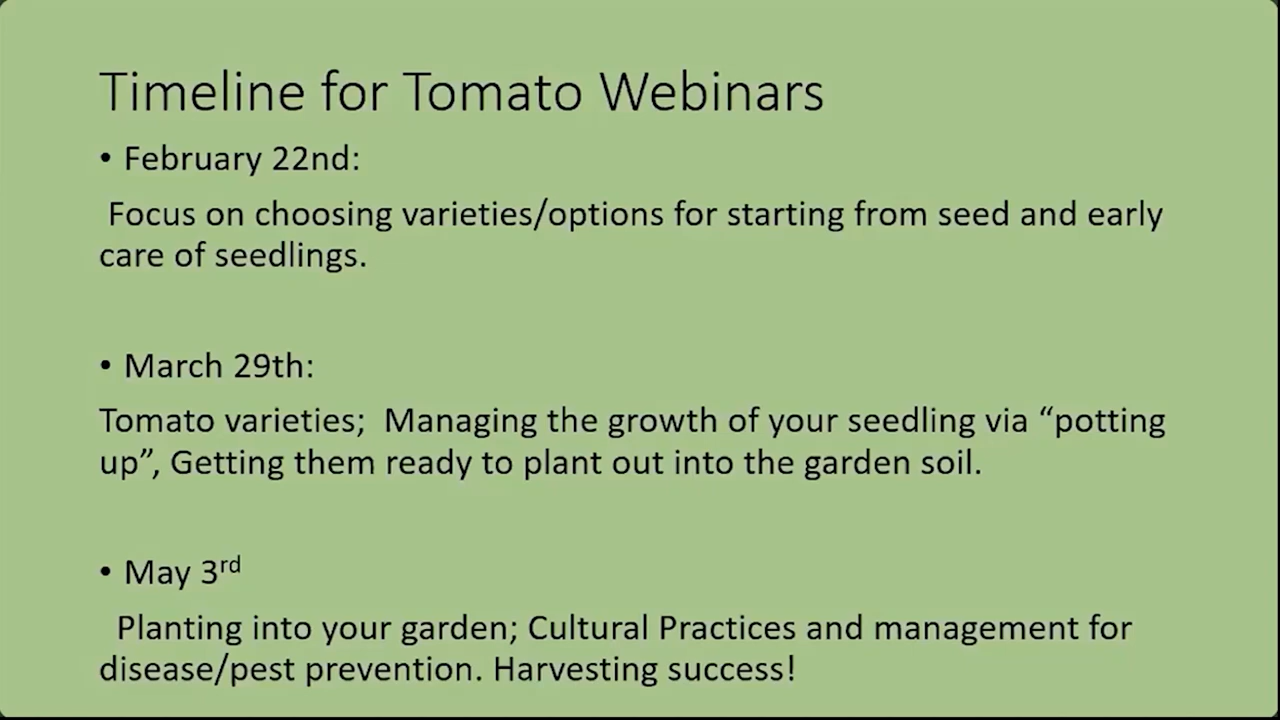 Timeline for Tomato Webinars
• February 22nd:
Focus on choosing varieties/options for starting from seed and early
care of seedlings.
• March 29th:
Tomato varieties;  Managing the growth of your seedling via “potting
up”, Getting them ready to plant out into the garden soil.
• May 3rd
Planting into your garden; Cultural Practices and management for
disease/pest prevention. Harvesting success!